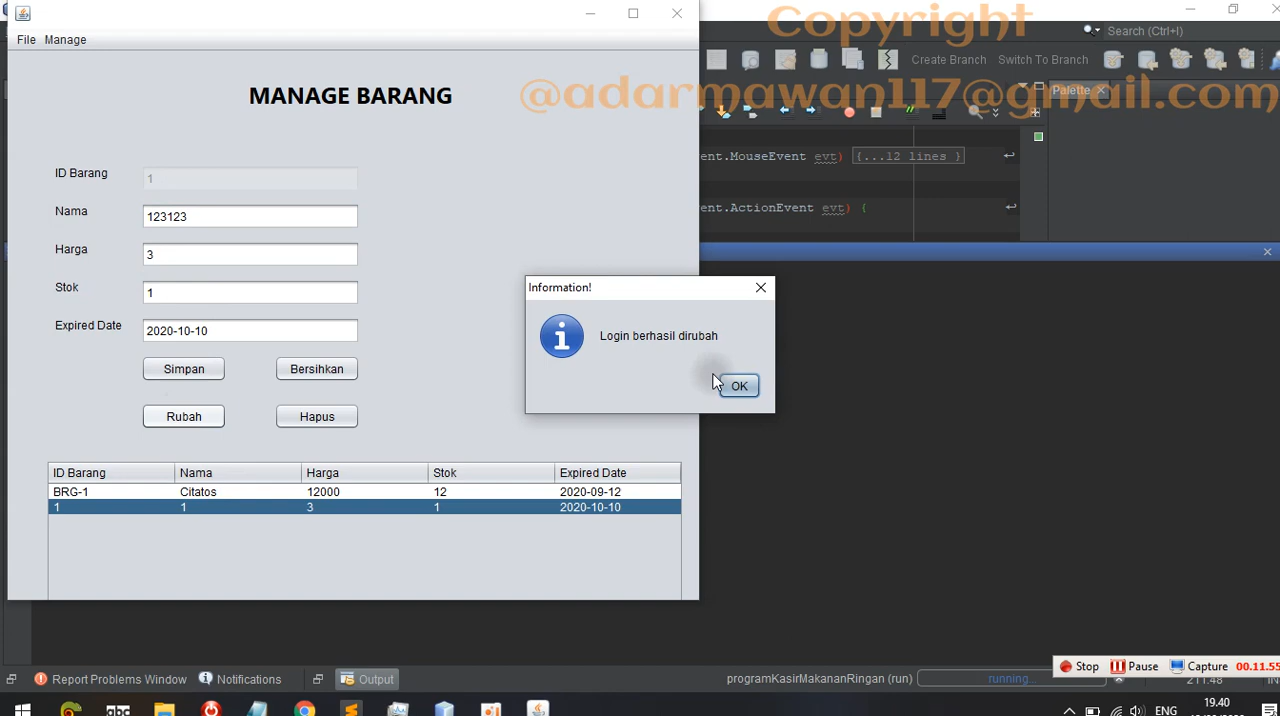 Copyright
@adarmawan117@gmail.com
File Manage
Search (Ctrl+I)
Create Branch Switch To Branch
Palette
MANAGE BARANG
ent.MouseEvent evt) {...12 lines }
ent.ActionEvent evt) {
ID Barang 1
Nama 123123
Harga 3
Stok 1
Expired Date 2020-10-10
Simpan Bersihkan
Rubah Hapus
Information!
Login berhasil dirubah
OK
ID Barang Nama Harga Stok Expired Date
BRG-1 Citatos 12000 12 2020-09-12
1 1 3 1 2020-10-10
Stop Pause Capture 00.11.55
Report Problems Window Notifications Output programKasirMakananRingan (run) running...
abc ENG 19.40